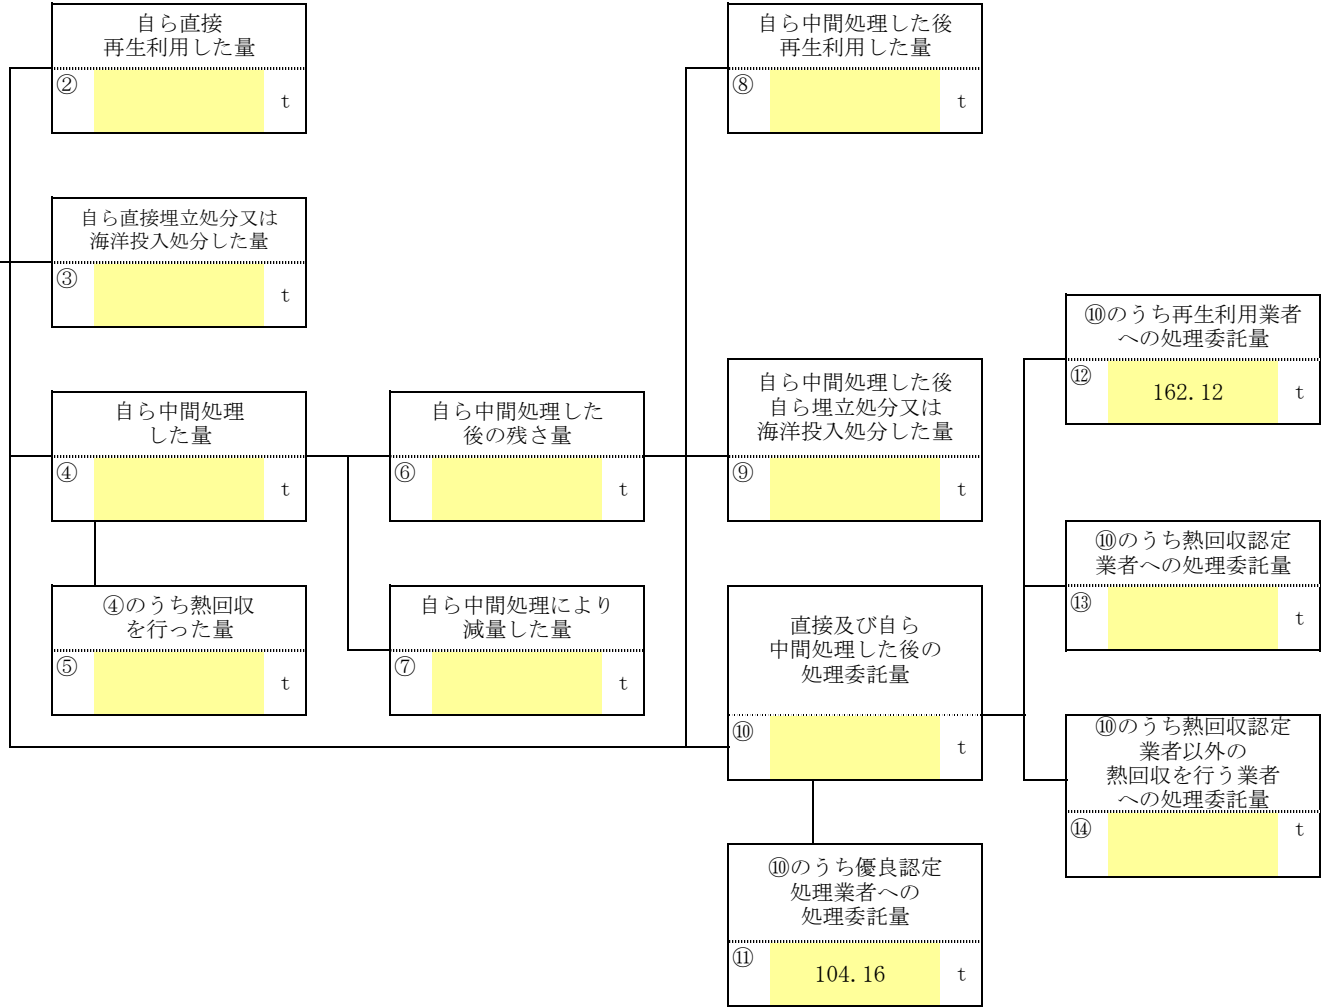 自ら直接
再生利用した量
②
t
自ら直接埋立処分又は
海洋投入処分した量
③
t
自ら中間処理
した量
④
t
④のうち熱回収
を行った量
⑤
t
自ら中間処理した
後の残さ量
⑥
t
自ら中間処理により
減量した量
⑦
t
自ら中間処理した後
再生利用した量
⑧
t
自ら中間処理した後
自ら埋立処分又は
海洋投入処分した量
⑨
t
直接及び自ら
中間処理した後の
処理委託量
⑩
t
⑩のうち優良認定
処理業者への
処理委託量
⑪ 104.16 t
⑩のうち再生利用業者
への処理委託量
⑫ 162.12 t
⑩のうち熱回収認定
業者への処理委託量
⑬
t
⑩のうち熱回収認定
業者以外の
熱回収を行う業者
への処理委託量
⑭
t